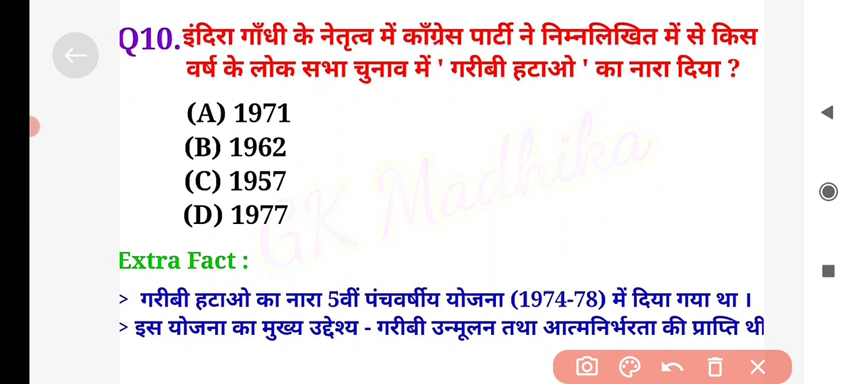 Q10. इंदिरा गाँधी के नेतृत्व में काँग्रेस पार्टी ने निम्नलिखित में से किस
वर्ष के लोक सभा चुनाव में ' गरीबी हटाओ ' का नारा दिया ?
(A) 1971
(B) 1962
(C) 1957
(D) 1977
GK Madhika
Extra Fact :
> गरीबी हटाओ का नारा 5वीं पंचवर्षीय योजना (1974-78) में दिया गया था ।
> इस योजना का मुख्य उद्देश्य - गरीबी उन्मूलन तथा आत्मनिर्भरता की प्राप्ति थी